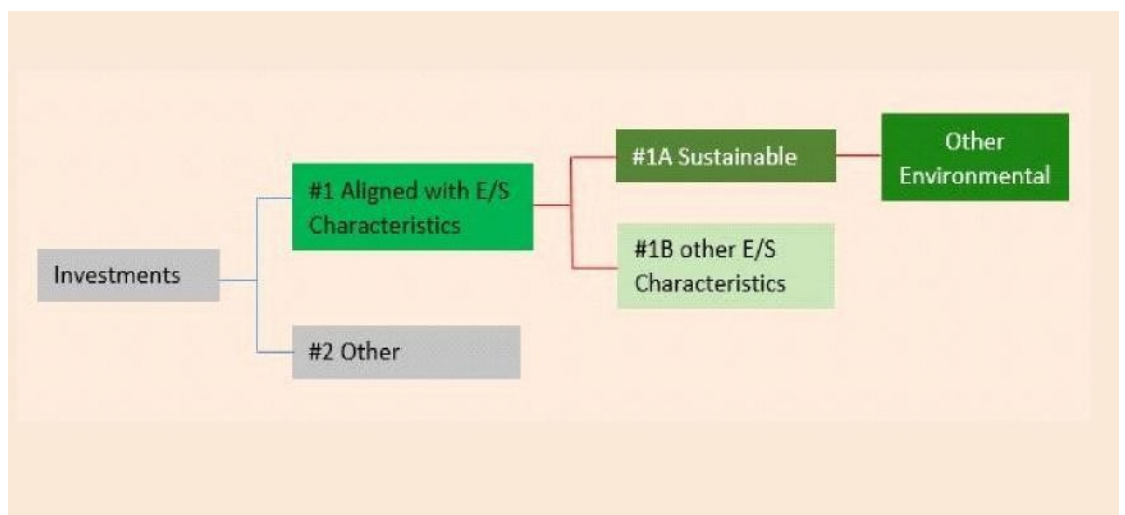 Investments
#1 Aligned with E/S
Characteristics
#2 Other
#1A Sustainable
#1B other E/S
Characteristics
Other
Environmental